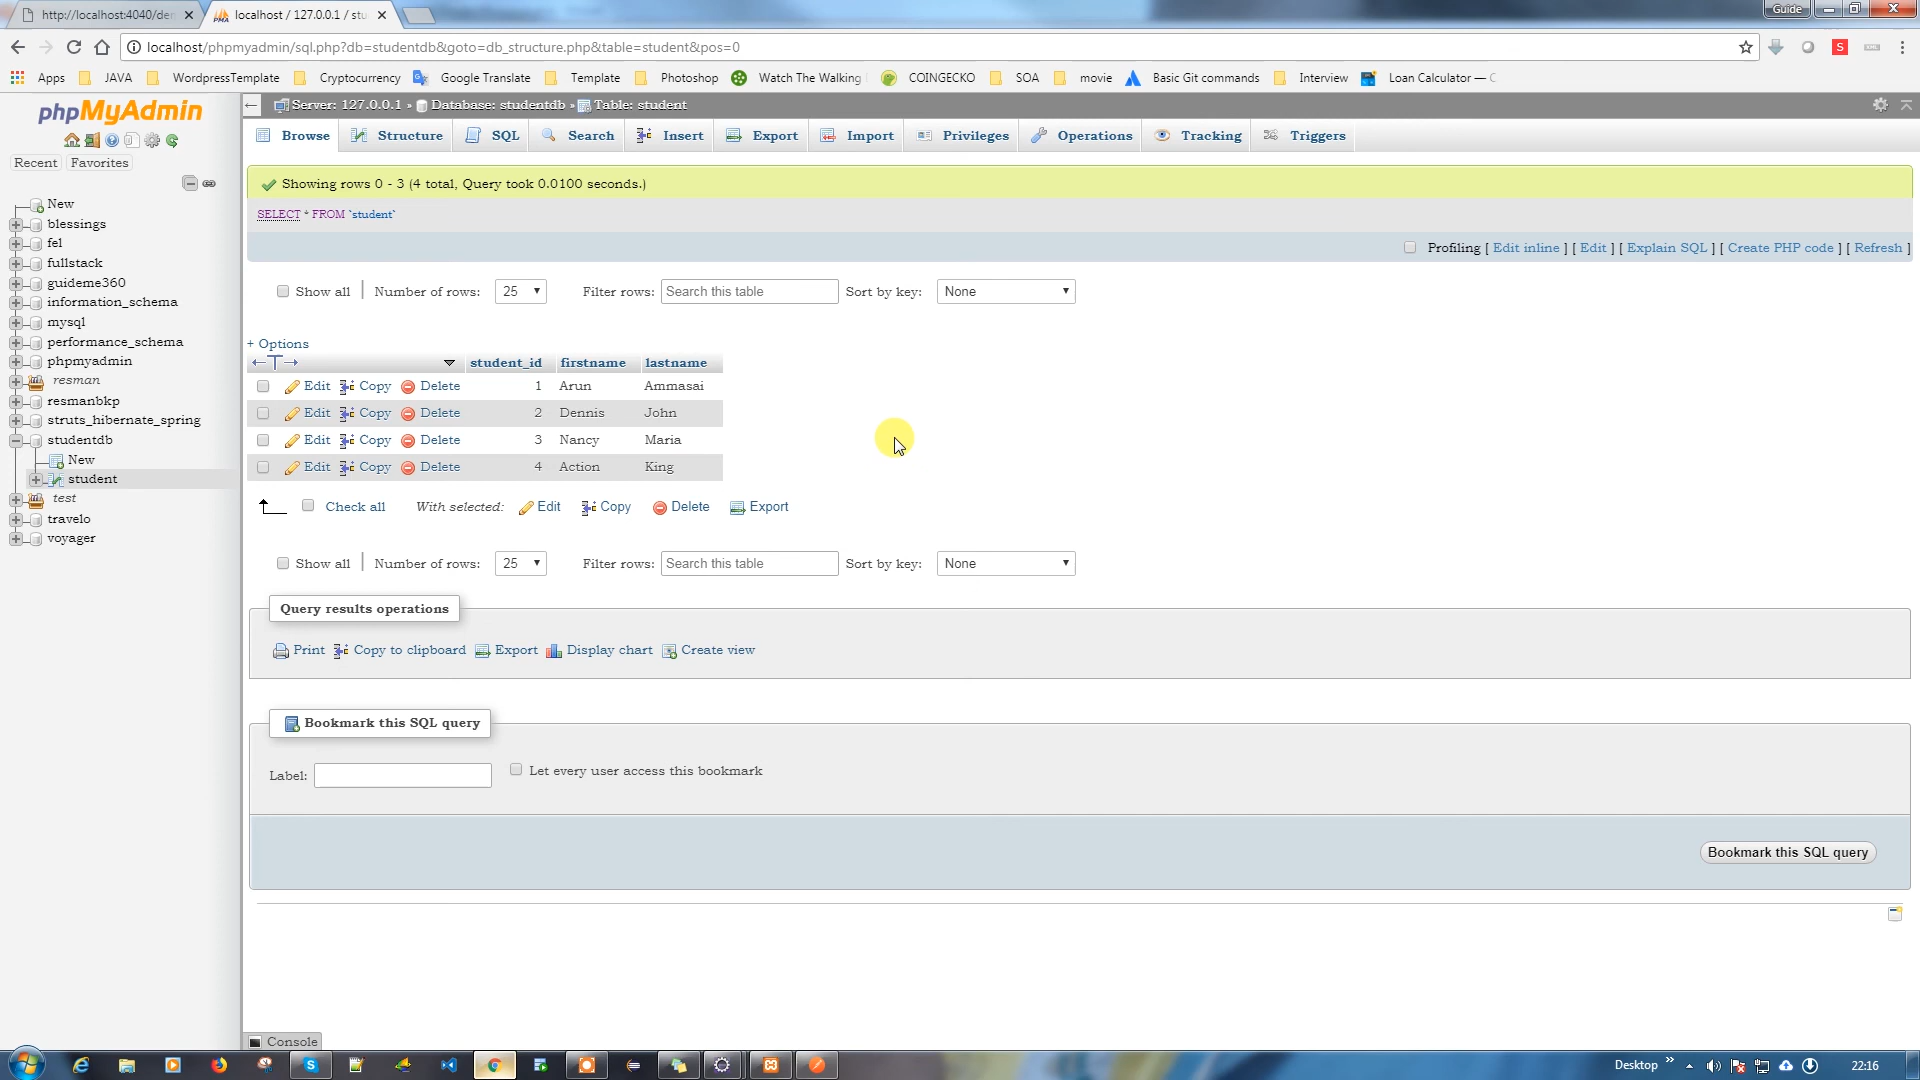 http://localhost:4040/den
localhost / 127.0.0.1 / stu
Guide
localhost/phpmyadmin/sql.php?db=studentdb&goto=db_structure.php&table=student&pos=0
Apps JAVA WordpressTemplate Cryptocurrency Google Translate Template Photoshop Watch The Walking COINGECKO SOA movie Basic Git commands Interview Loan Calculator — C
phpMyAdmin
Recent Favorites
New
blessings
fel
fullstack
guideme360
information_schema
mysql
performance_schema
phpmyadmin
resman
resmanbkp
struts_hibernate_spring
studentdb
New
student
test
travelo
voyager
Server: 127.0.0.1 » Database: studentdb » Table: student
Browse Structure SQL Search Insert Export Import Privileges Operations Tracking Triggers
Showing rows 0 - 3 (4 total, Query took 0.0100 seconds.)
SELECT * FROM `student`
Profiling [ Edit inline ] [ Edit ] [ Explain SQL ] [ Create PHP code ] [ Refresh ]
Show all | Number of rows: 25 Filter rows: Search this table Sort by key: None
+ Options
←T→ student_id firstname lastname
Edit Copy Delete 1 Arun Ammasai
Edit Copy Delete 2 Dennis John
Edit Copy Delete 3 Nancy Maria
Edit Copy Delete 4 Action King
Check all With selected: Edit Copy Delete Export
Show all | Number of rows: 25 Filter rows: Search this table Sort by key: None
Query results operations
Print Copy to clipboard Export Display chart Create view
Bookmark this SQL query
Label: Let every user access this bookmark
Bookmark this SQL query
Console
Desktop » 22:16